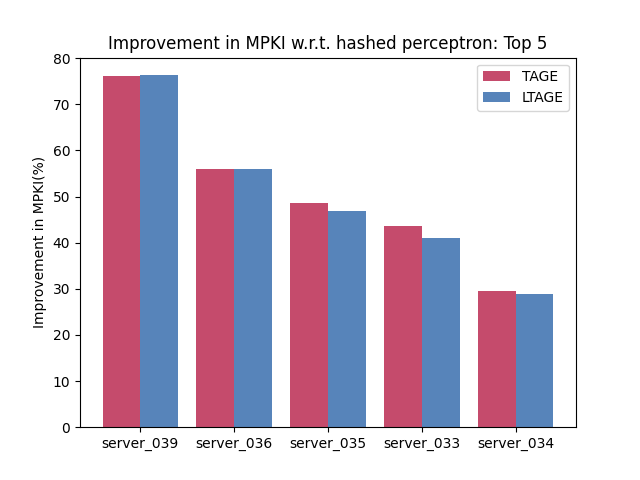 Improvement in MPKI w.r.t. hashed perceptron: Top 5
TAGE
LTAGE
Improvement in MPKI(%)
80
70
60
50
40
30
20
10
0
server_039 server_036 server_035 server_033 server_034